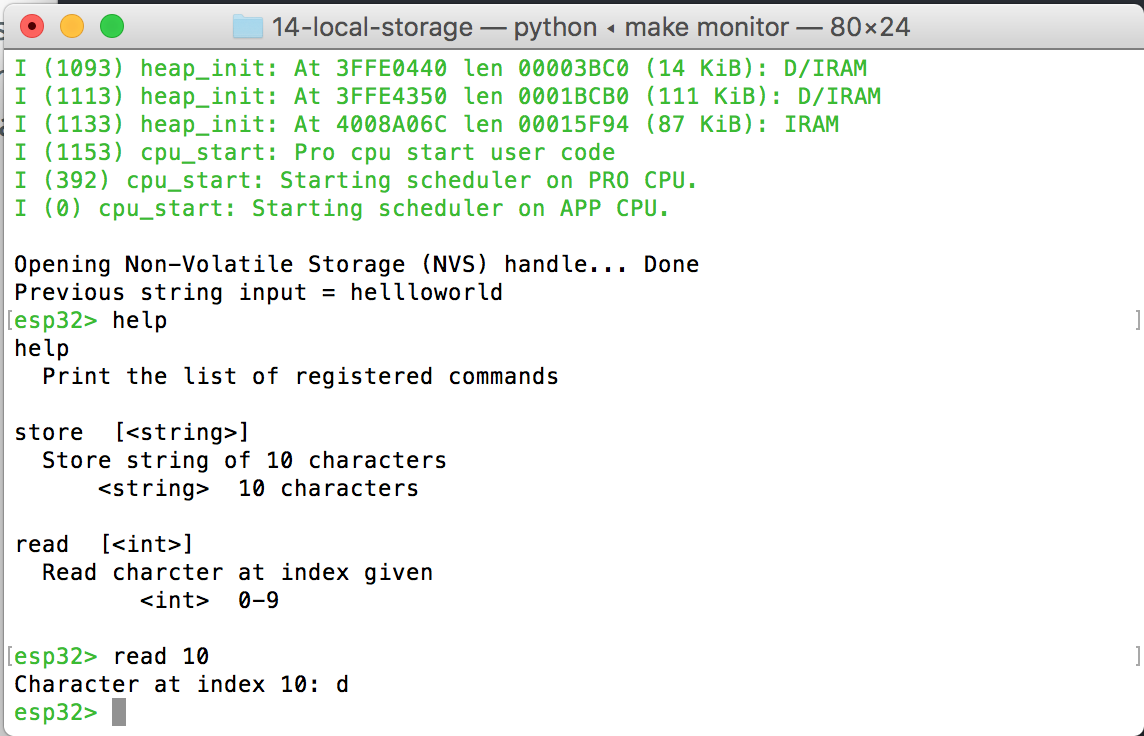 14-local-storage — python ◂ make monitor — 80×24
I (1093) heap_init: At 3FFE0440 len 00003BC0 (14 KiB): D/IRAM
I (1113) heap_init: At 3FFE4350 len 0001BCB0 (111 KiB): D/IRAM
I (1133) heap_init: At 4008A06C len 00015F94 (87 KiB): IRAM
I (1153) cpu_start: Pro cpu start user code
I (392) cpu_start: Starting scheduler on PRO CPU.
I (0) cpu_start: Starting scheduler on APP CPU.
Opening Non-Volatile Storage (NVS) handle... Done
Previous string input = hellloworld
[esp32> help ]
help
Print the list of registered commands
store  [<string>]
Store string of 10 characters
<string>  10 characters
read  [<int>]
Read charcter at index given
<int>  0-9
[esp32> read 10 ]
Character at index 10: d
esp32>